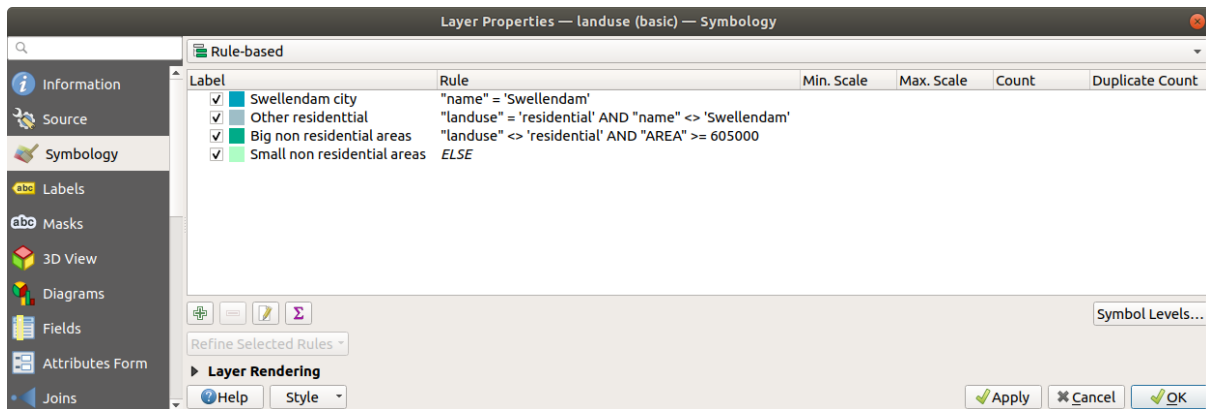 Layer Properties — landuse (basic) — Symbology
Rule-based
Information
Source
Symbology
Labels
Masks
3D View
Diagrams
Fields
Attributes Form
Joins
Label Rule Min. Scale Max. Scale Count Duplicate Count
Swellendam city "name" = 'Swellendam'
Other residenttial "landuse" = 'residential' AND "name" <> 'Swellendam'
Big non residential areas "landuse" <> 'residential' AND "AREA" >= 605000
Small non residential areas ELSE
Symbol Levels...
Refine Selected Rules
Layer Rendering
Help Style Apply Cancel OK
abc
abc